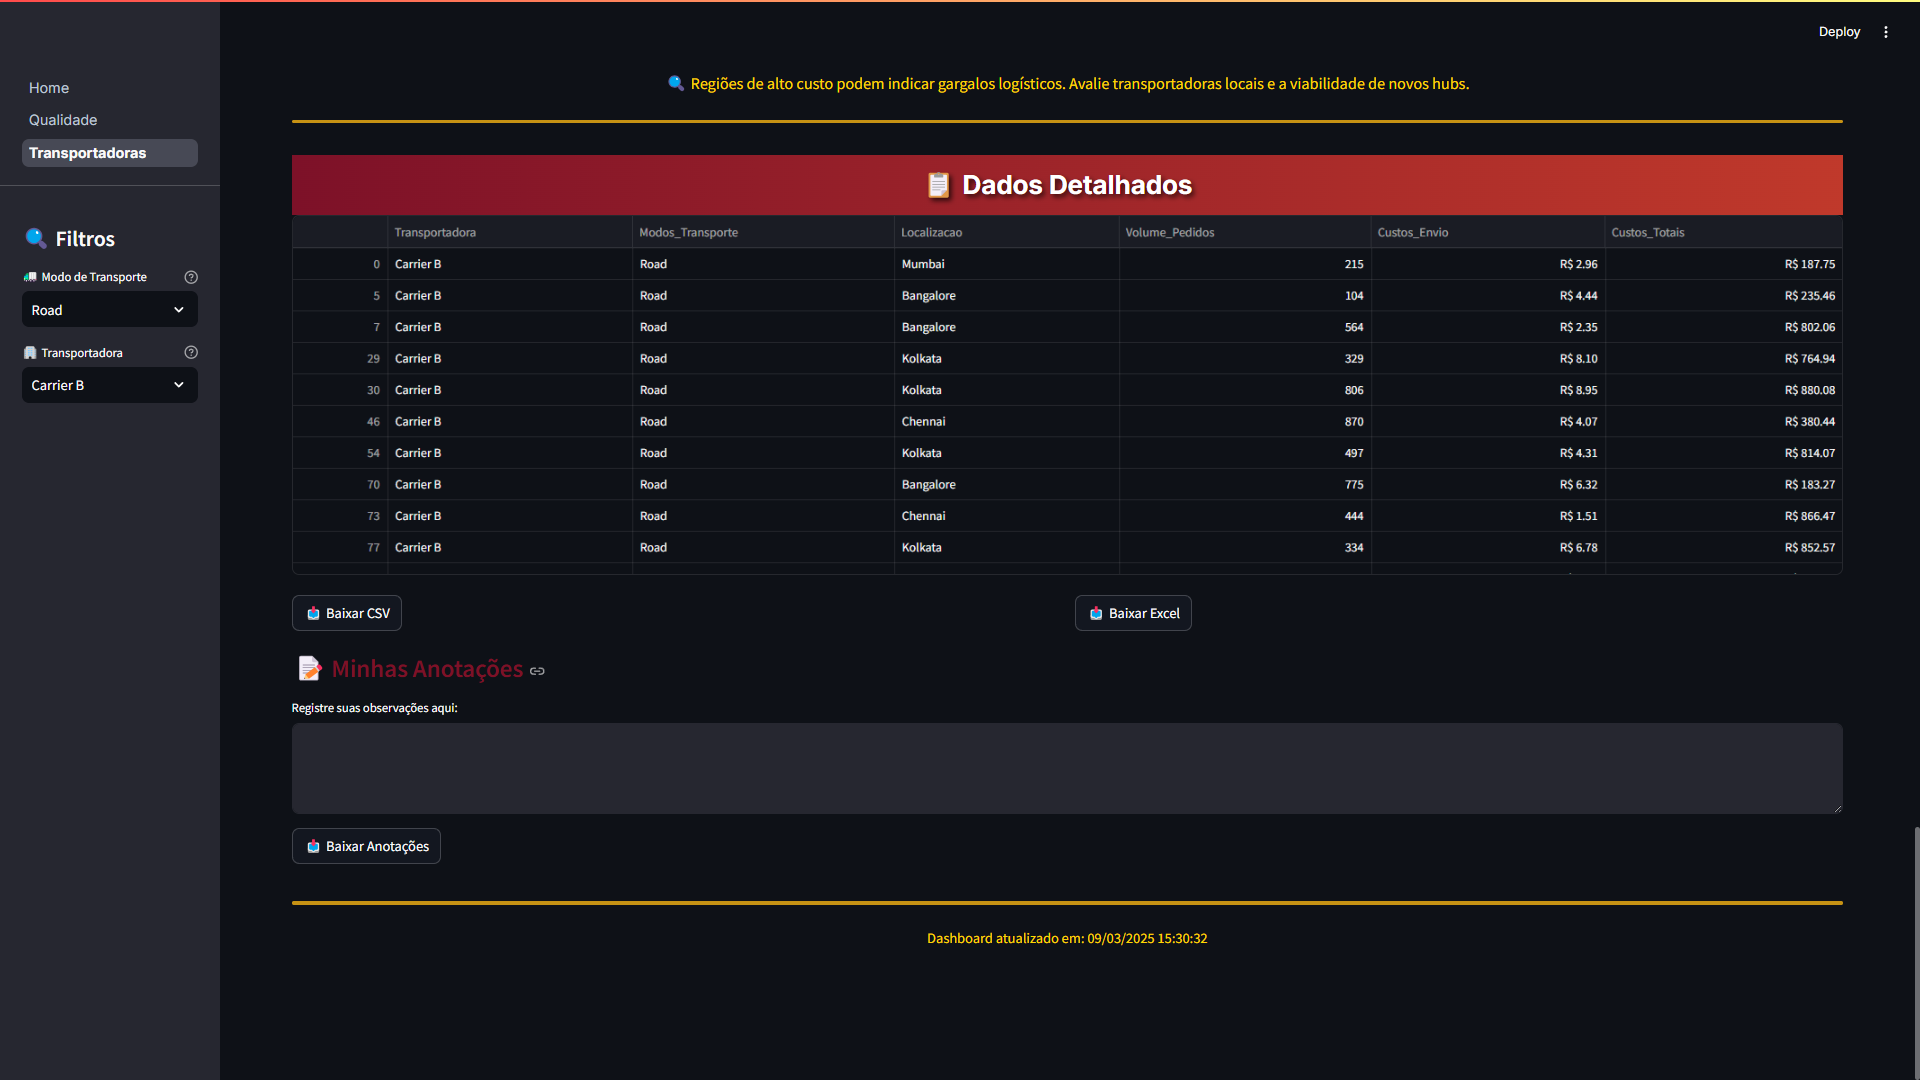 Deploy
Home
Qualidade
Transportadoras
Filtros
Modo de Transporte
Road
Transportadora
Carrier B
Regiões de alto custo podem indicar gargalos logísticos. Avalie transportadoras locais e a viabilidade de novos hubs.
Dados Detalhados
Transportadora Modos_Transporte Localizacao Volume_Pedidos Custos_Envio Custos_Totais
0 Carrier B Road Mumbai 215 R$ 2.96 R$ 187.75
5 Carrier B Road Bangalore 104 R$ 4.44 R$ 235.46
7 Carrier B Road Bangalore 564 R$ 2.35 R$ 802.06
29 Carrier B Road Kolkata 329 R$ 8.10 R$ 764.94
30 Carrier B Road Kolkata 806 R$ 8.95 R$ 880.08
46 Carrier B Road Chennai 870 R$ 4.07 R$ 380.44
54 Carrier B Road Kolkata 497 R$ 4.31 R$ 814.07
70 Carrier B Road Bangalore 775 R$ 6.32 R$ 183.27
73 Carrier B Road Chennai 444 R$ 1.51 R$ 866.47
77 Carrier B Road Kolkata 334 R$ 6.78 R$ 852.57
Baixar CSV
Baixar Excel
Minhas Anotações
Registre suas observações aqui:
Baixar Anotações
Dashboard atualizado em: 09/03/2025 15:30:32